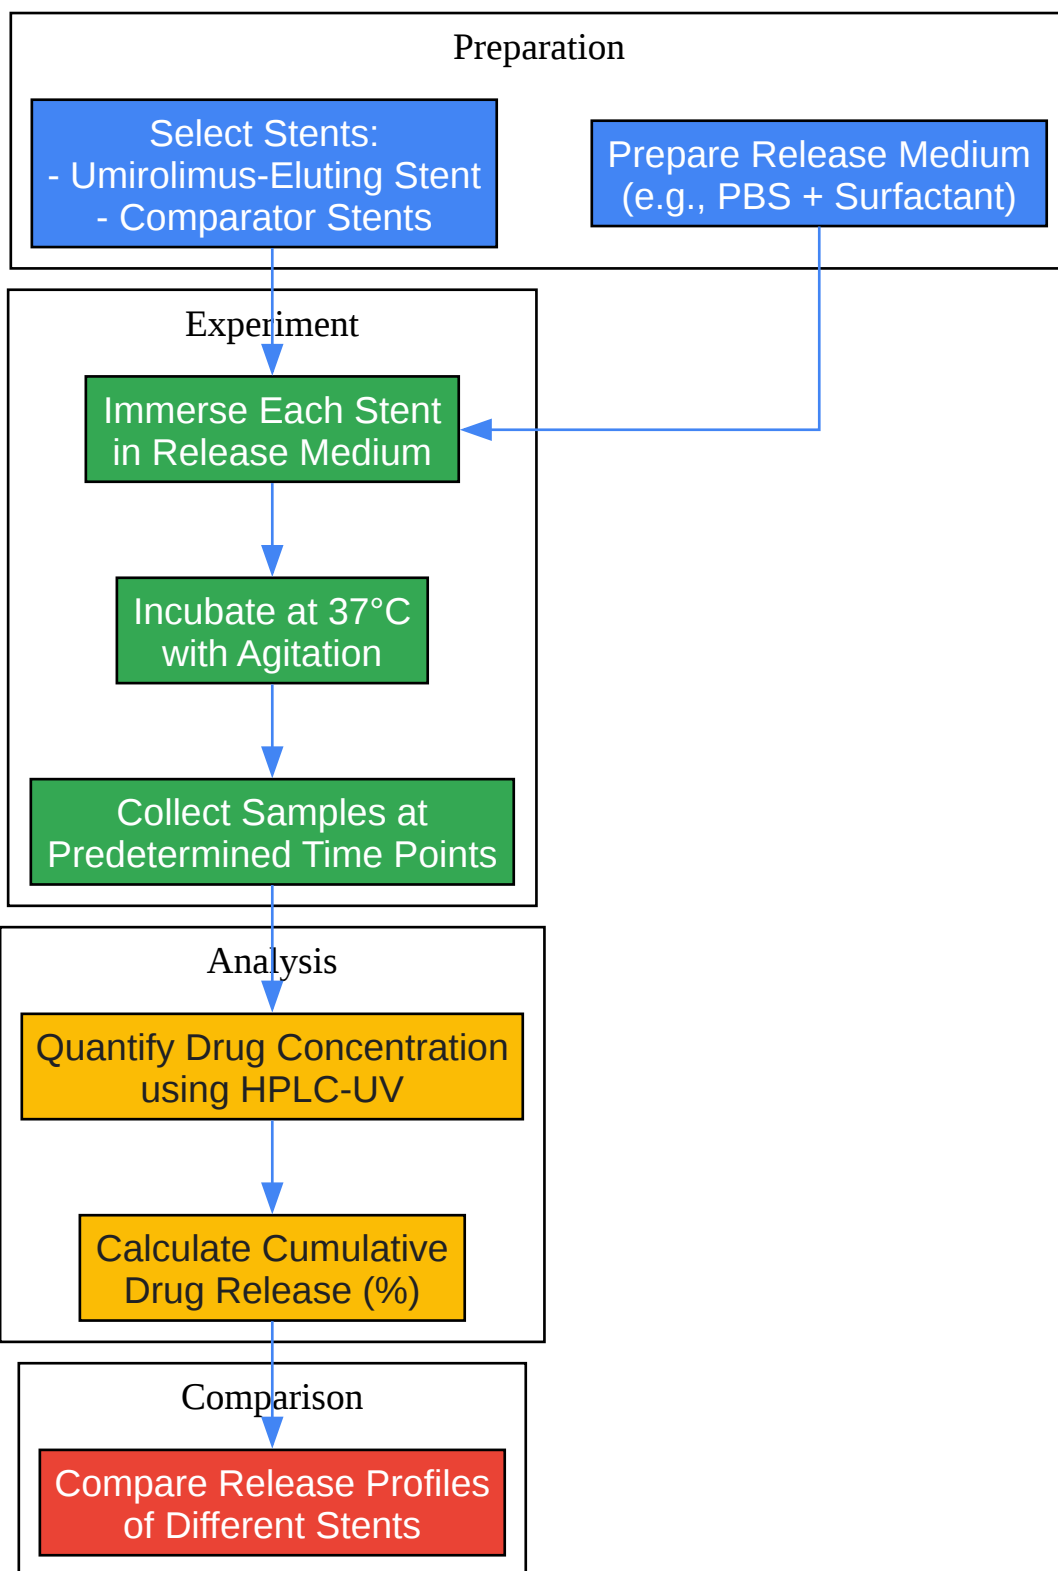 Preparation
Select Stents:
- Umirolimus-Eluting Stent
- Comparator Stents
Prepare Release Medium
(e.g., PBS + Surfactant)
Experiment
Immerse Each Stent
in Release Medium
Incubate at 37°C
with Agitation
Collect Samples at
Predetermined Time Points
Analysis
Quantify Drug Concentration
using HPLC-UV
Calculate Cumulative
Drug Release (%)
Comparison
Compare Release Profiles
of Different Stents